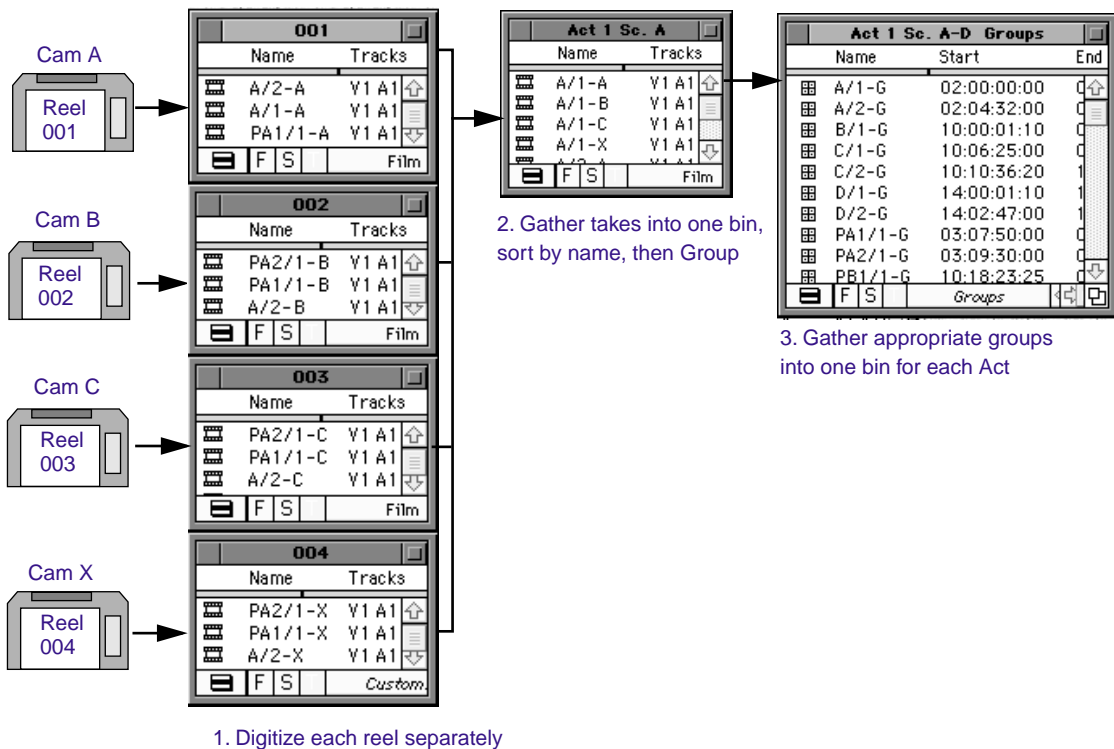 Cam A
Reel
001
001
Name Tracks
A/2-A V1 A1
A/1-A V1 A1
PA1/1-A V1 A1
F S T Film
Cam B
Reel
002
002
Name Tracks
PA2/1-B V1 A1
PA1/1-B V1 A1
A/2-B V1 A1
F S T Film
Cam C
Reel
003
003
Name Tracks
PA2/1-C V1 A1
PA1/1-C V1 A1
A/2-C V1 A1
F S T Film
Cam X
Reel
004
004
Name Tracks
PA2/1-X V1 A1
PA1/1-X V1 A1
A/2-X V1 A1
F S T Custom.
1. Digitize each reel separately
Act 1 Sc. A
Name Tracks
A/1-A V1 A1
A/1-B V1 A1
A/1-C V1 A1
A/1-X V1 A1
F S T Film
2. Gather takes into one bin,
sort by name, then Group
Act 1 Sc. A-D Groups
Name Start End
A/1-G 02:00:00:00
A/2-G 02:04:32:00
B/1-G 10:00:01:10
C/1-G 10:06:25:00
C/2-G 10:10:36:20 1
D/1-G 14:00:01:10
D/2-G 14:02:47:00 1
PA1/1-G 03:07:50:00
PA2/1-G 03:09:30:00
PB1/1-G 10:18:23:25
F S T Groups
3. Gather appropriate groups
into one bin for each Act